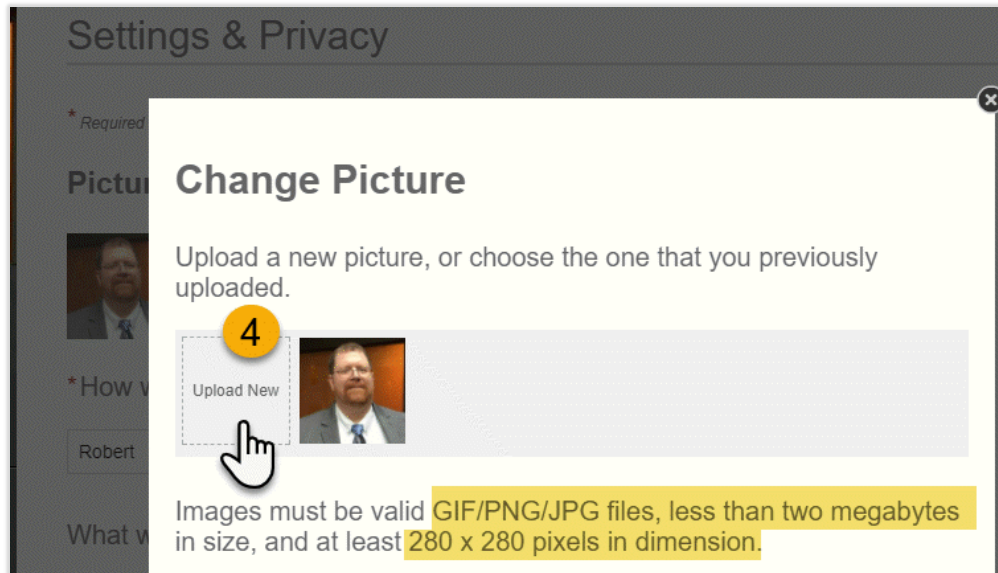 Settings & Privacy
* Required
Change Picture
Upload a new picture, or choose the one that you previously
uploaded.
4
Upload New
*How
Robert
Images must be valid GIF/PNG/JPG files, less than two megabytes
in size, and at least 280 x 280 pixels in dimension.
What